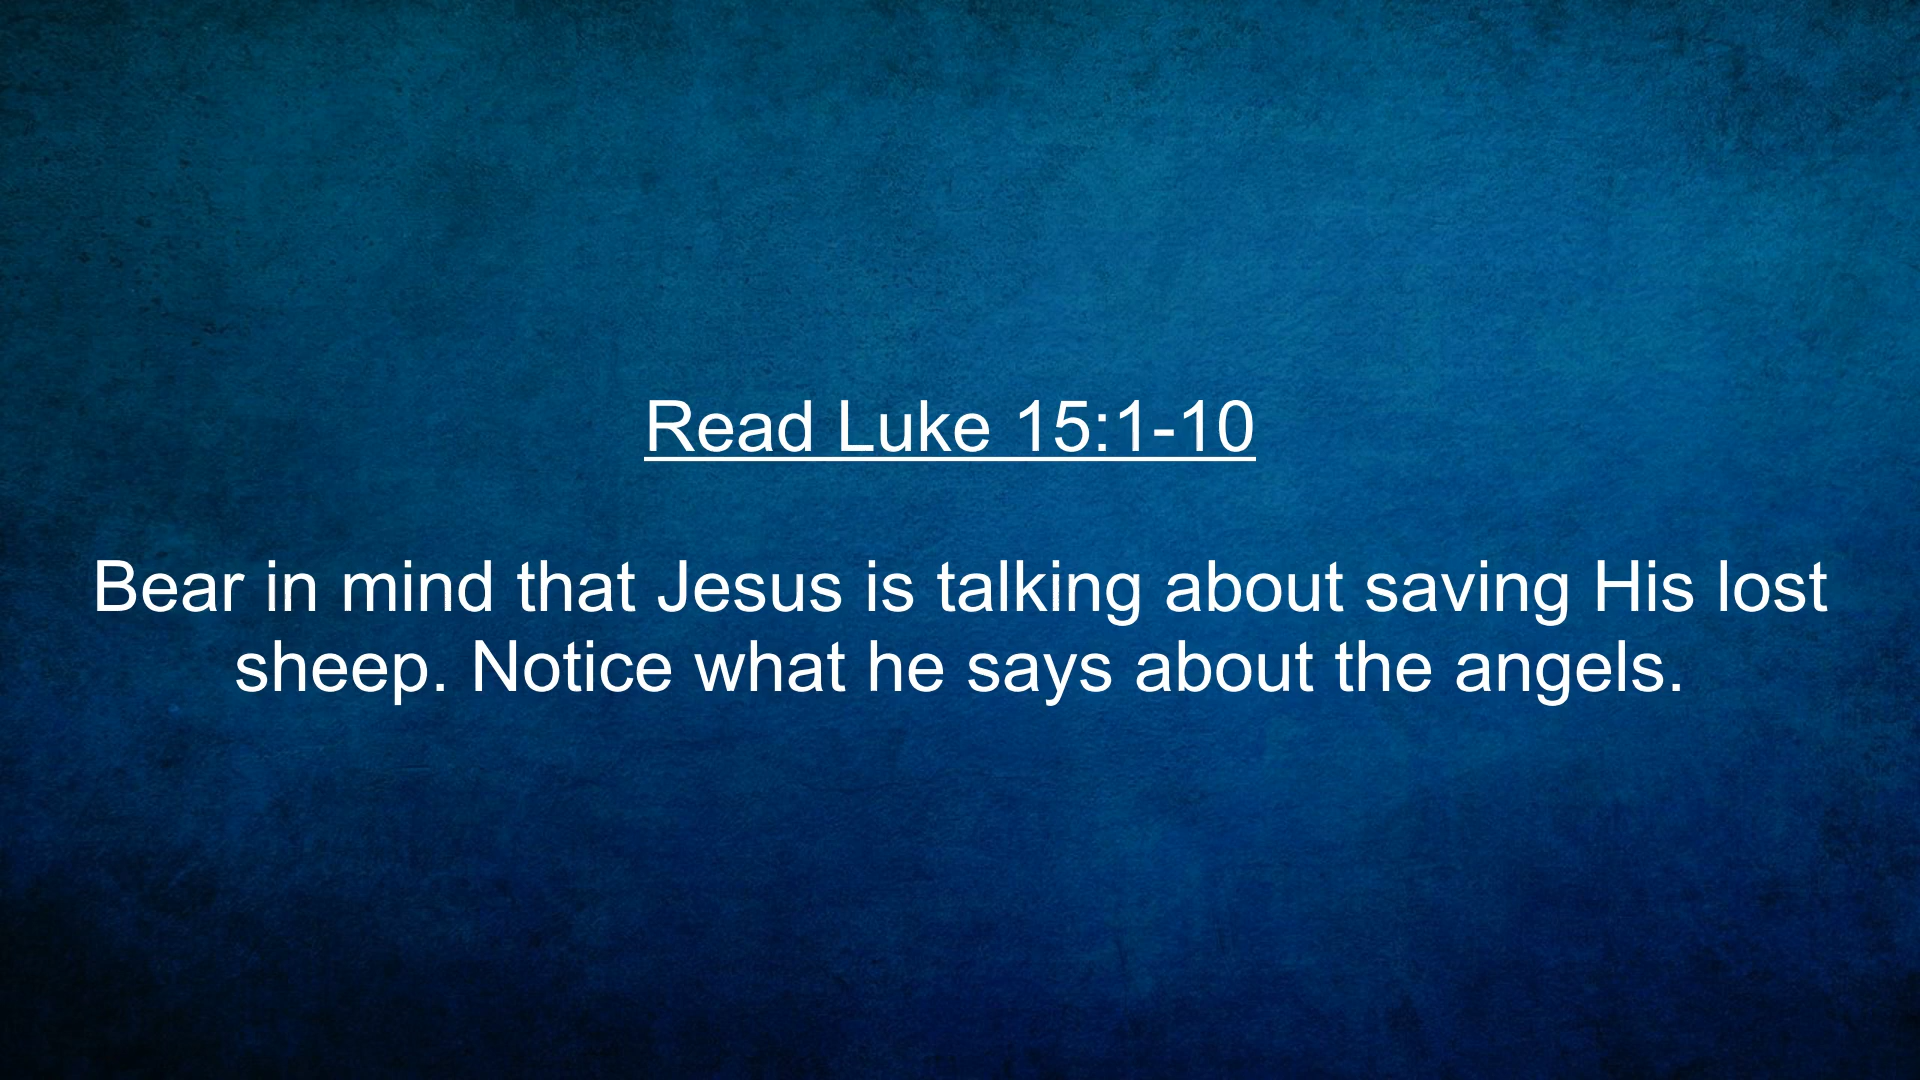 Read Luke 15:1-10
Bear in mind that Jesus is talking about saving His lost
sheep. Notice what he says about the angels.